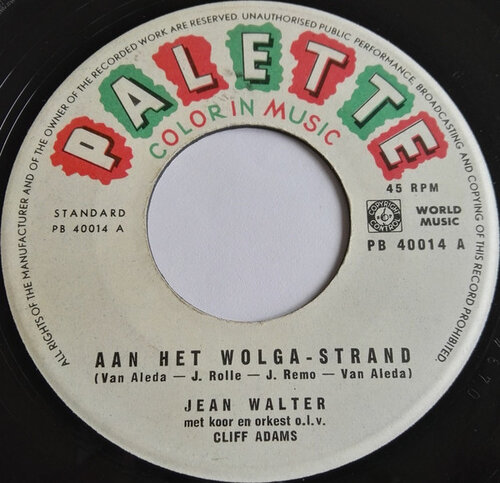 ALL RIGHTS OF THE MANUFACTURER AND OF THE OWNER OF THE RECORDED WORK ARE RESERVED. UNAUTHORISED PUBLIC PERFORMANCE, BROADCASTING AND COPYING OF THIS RECORD PROHIBITED.
PALETTE
COLOR IN MUSIC
45 RPM
STANDARD
PB 40014 A
COPYRIGHT
CONTROL
WORLD
MUSIC
PB 40014 A
AAN HET WOLGA-STRAND
(Van Aleda — J. Rolle — J. Remo — Van Aleda)
JEAN WALTER
met koor en orkest o.l.v.
CLIFF ADAMS